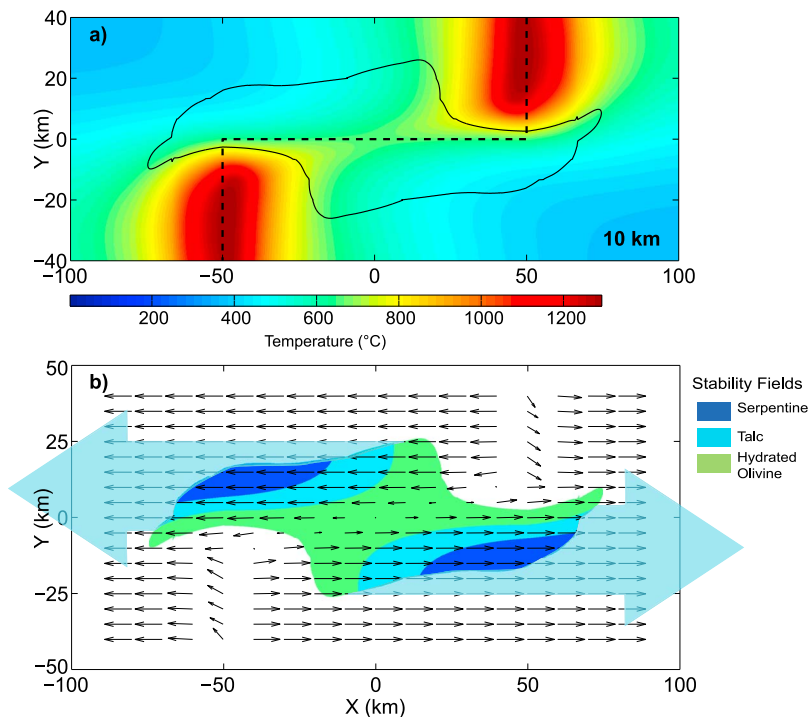 a)
40
20
0
−20
−40
Y (km)
10 km
−100
−50
0
50
100
200
400
600
800
1000
1200
Temperature (°C)
b)
50
25
0
−25
−50
Y (km)
−100
−50
0
50
100
X (km)
Stability Fields
Serpentine
Talc
Hydrated
Olivine